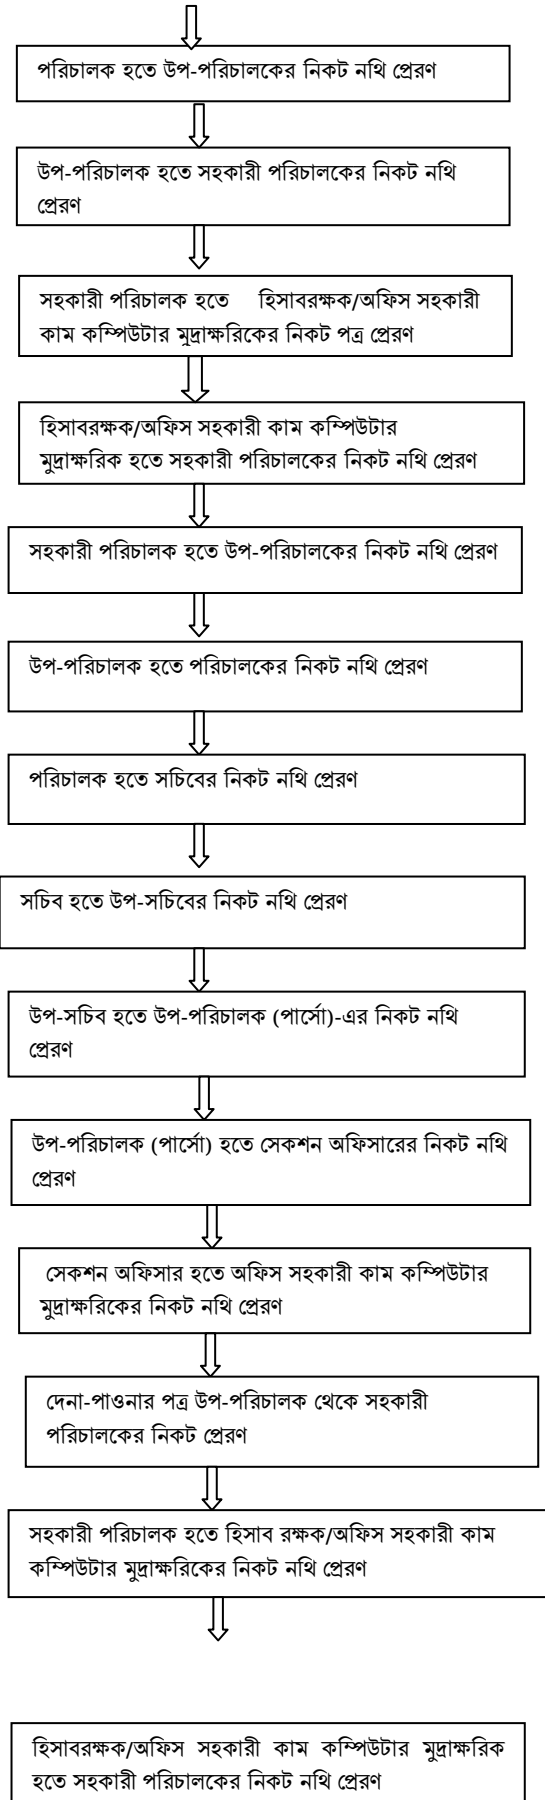 পরিচালক হতে উপ-পরিচালকের নিকট নথি প্রেরণ
উপ-পরিচালক হতে সহকারী পরিচালকের নিকট নথি
প্রেরণ
সহকারী পরিচালক হতে হিসাবরক্ষক/অফিস সহকারী
কাম কম্পিউটার মুদ্রাক্ষরিকের নিকট পত্র প্রেরণ
হিসাবরক্ষক/অফিস সহকারী কাম কম্পিউটার
মুদ্রাক্ষরিক হতে সহকারী পরিচালকের নিকট নথি প্রেরণ
সহকারী পরিচালক হতে উপ-পরিচালকের নিকট নথি প্রেরণ
উপ-পরিচালক হতে পরিচালকের নিকট নথি প্রেরণ
পরিচালক হতে সচিবের নিকট নথি প্রেরণ
সচিব হতে উপ-সচিবের নিকট নথি প্রেরণ
উপ-সচিব হতে উপ-পরিচালক (পার্সো)-এর নিকট নথি
প্রেরণ
উপ-পরিচালক (পার্সো) হতে সেকশন অফিসারের নিকট নথি
প্রেরণ
সেকশন অফিসার হতে অফিস সহকারী কাম কম্পিউটার
মুদ্রাক্ষরিকের নিকট নথি প্রেরণ
দেনা-পাওনার পত্র উপ-পরিচালক থেকে সহকারী
পরিচালকের নিকট প্রেরণ
সহকারী পরিচালক হতে হিসাব রক্ষক/অফিস সহকারী কাম
কম্পিউটার মুদ্রাক্ষরিকের নিকট নথি প্রেরণ
হিসাবরক্ষক/অফিস সহকারী কাম কম্পিউটার মুদ্রাক্ষরিক
হতে সহকারী পরিচালকের নিকট নথি প্রেরণ